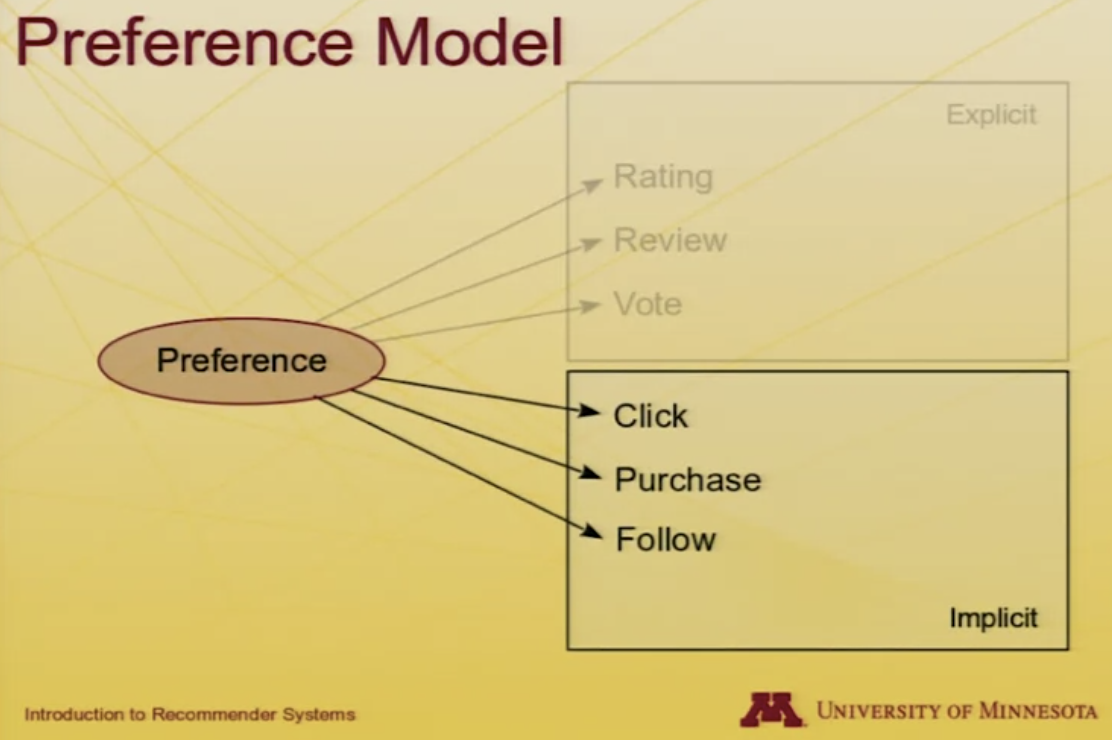 Preference Model
Explicit
Rating
Review
Vote
Preference
Click
Purchase
Follow
Implicit
Introduction to Recommender Systems
M UNIVERSITY OF MINNESOTA